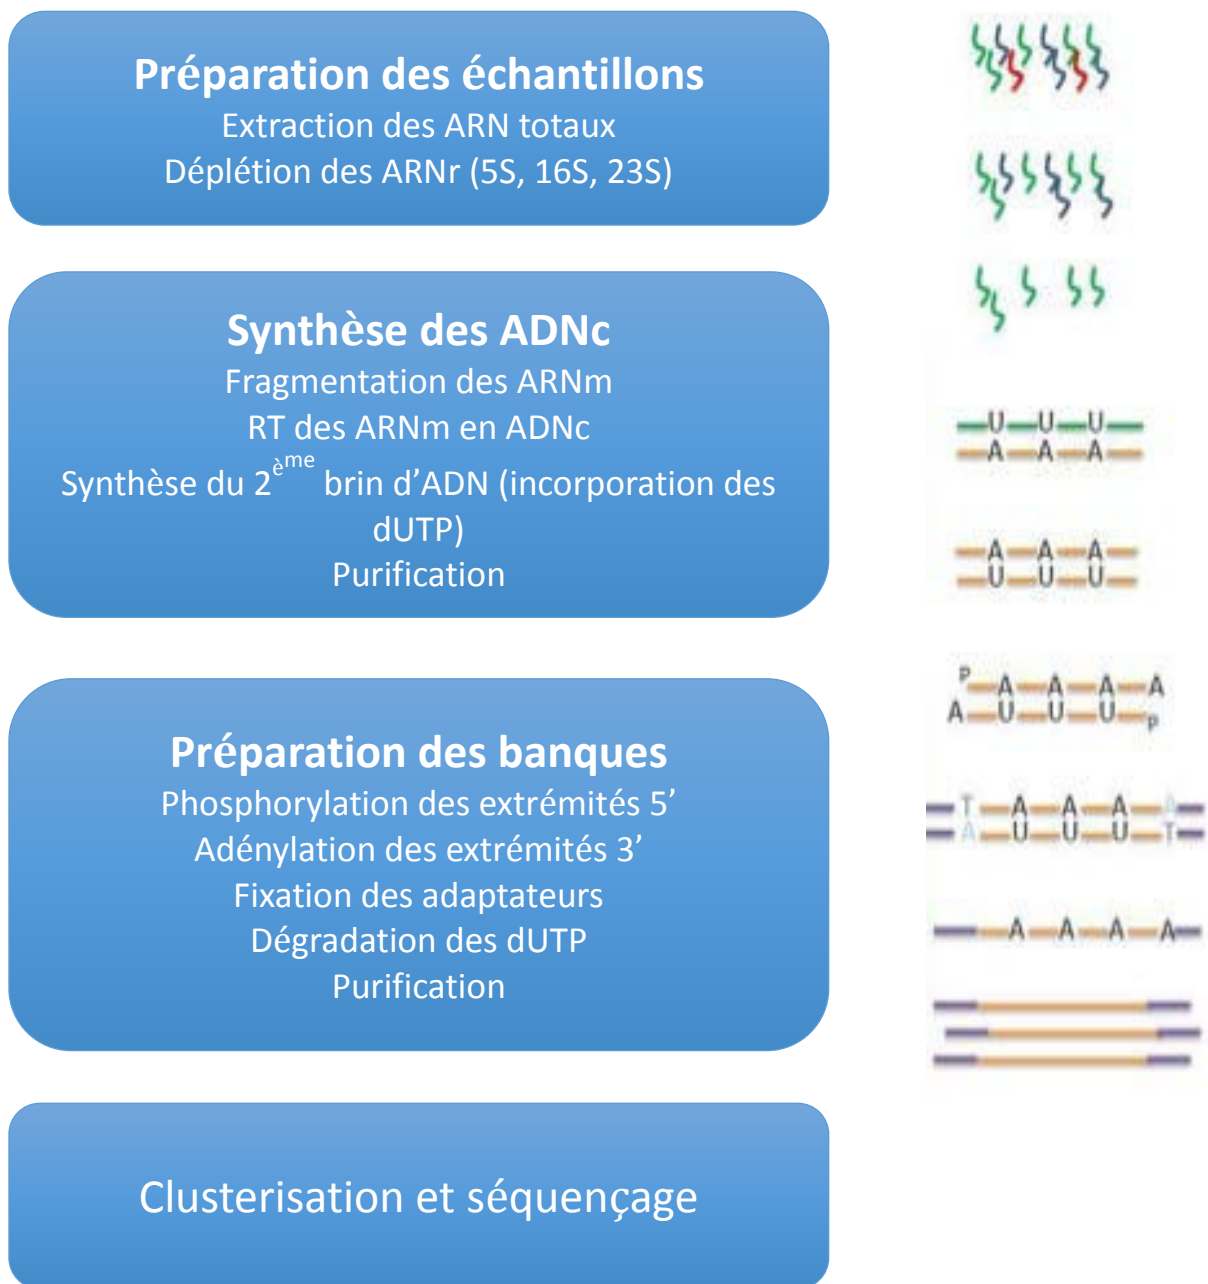 Préparation des échantillons
Extraction des ARN totaux
Déplétion des ARNr (5S, 16S, 23S)
Synthèse des ADNc
Fragmentation des ARNm
RT des ARNm en ADNc
Synthèse du 2ème brin d’ADN (incorporation des
dUTP)
Purification
U U U
A A A
A A A
U U U
Préparation des banques
Phosphorylation des extrémités 5’
Adénylation des extrémités 3’
Fixation des adaptateurs
Dégradation des dUTP
Purification
P A A A A
A U U U P
T A A A A
A U U U T
A A A A
Clusterisation et séquençage